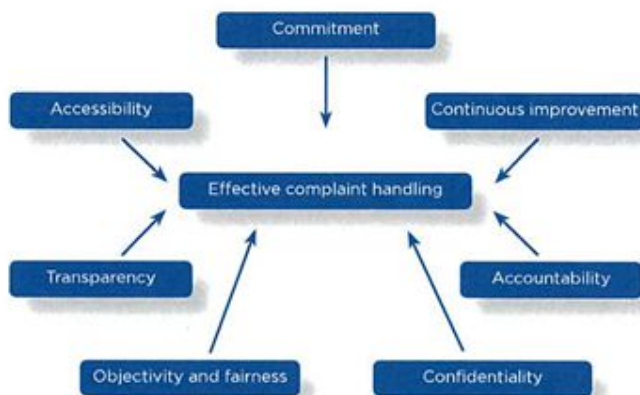 Commitment
Accessibility
Continuous improvement
Effective complaint handling
Transparency
Accountability
Objectivity and fairness
Confidentiality